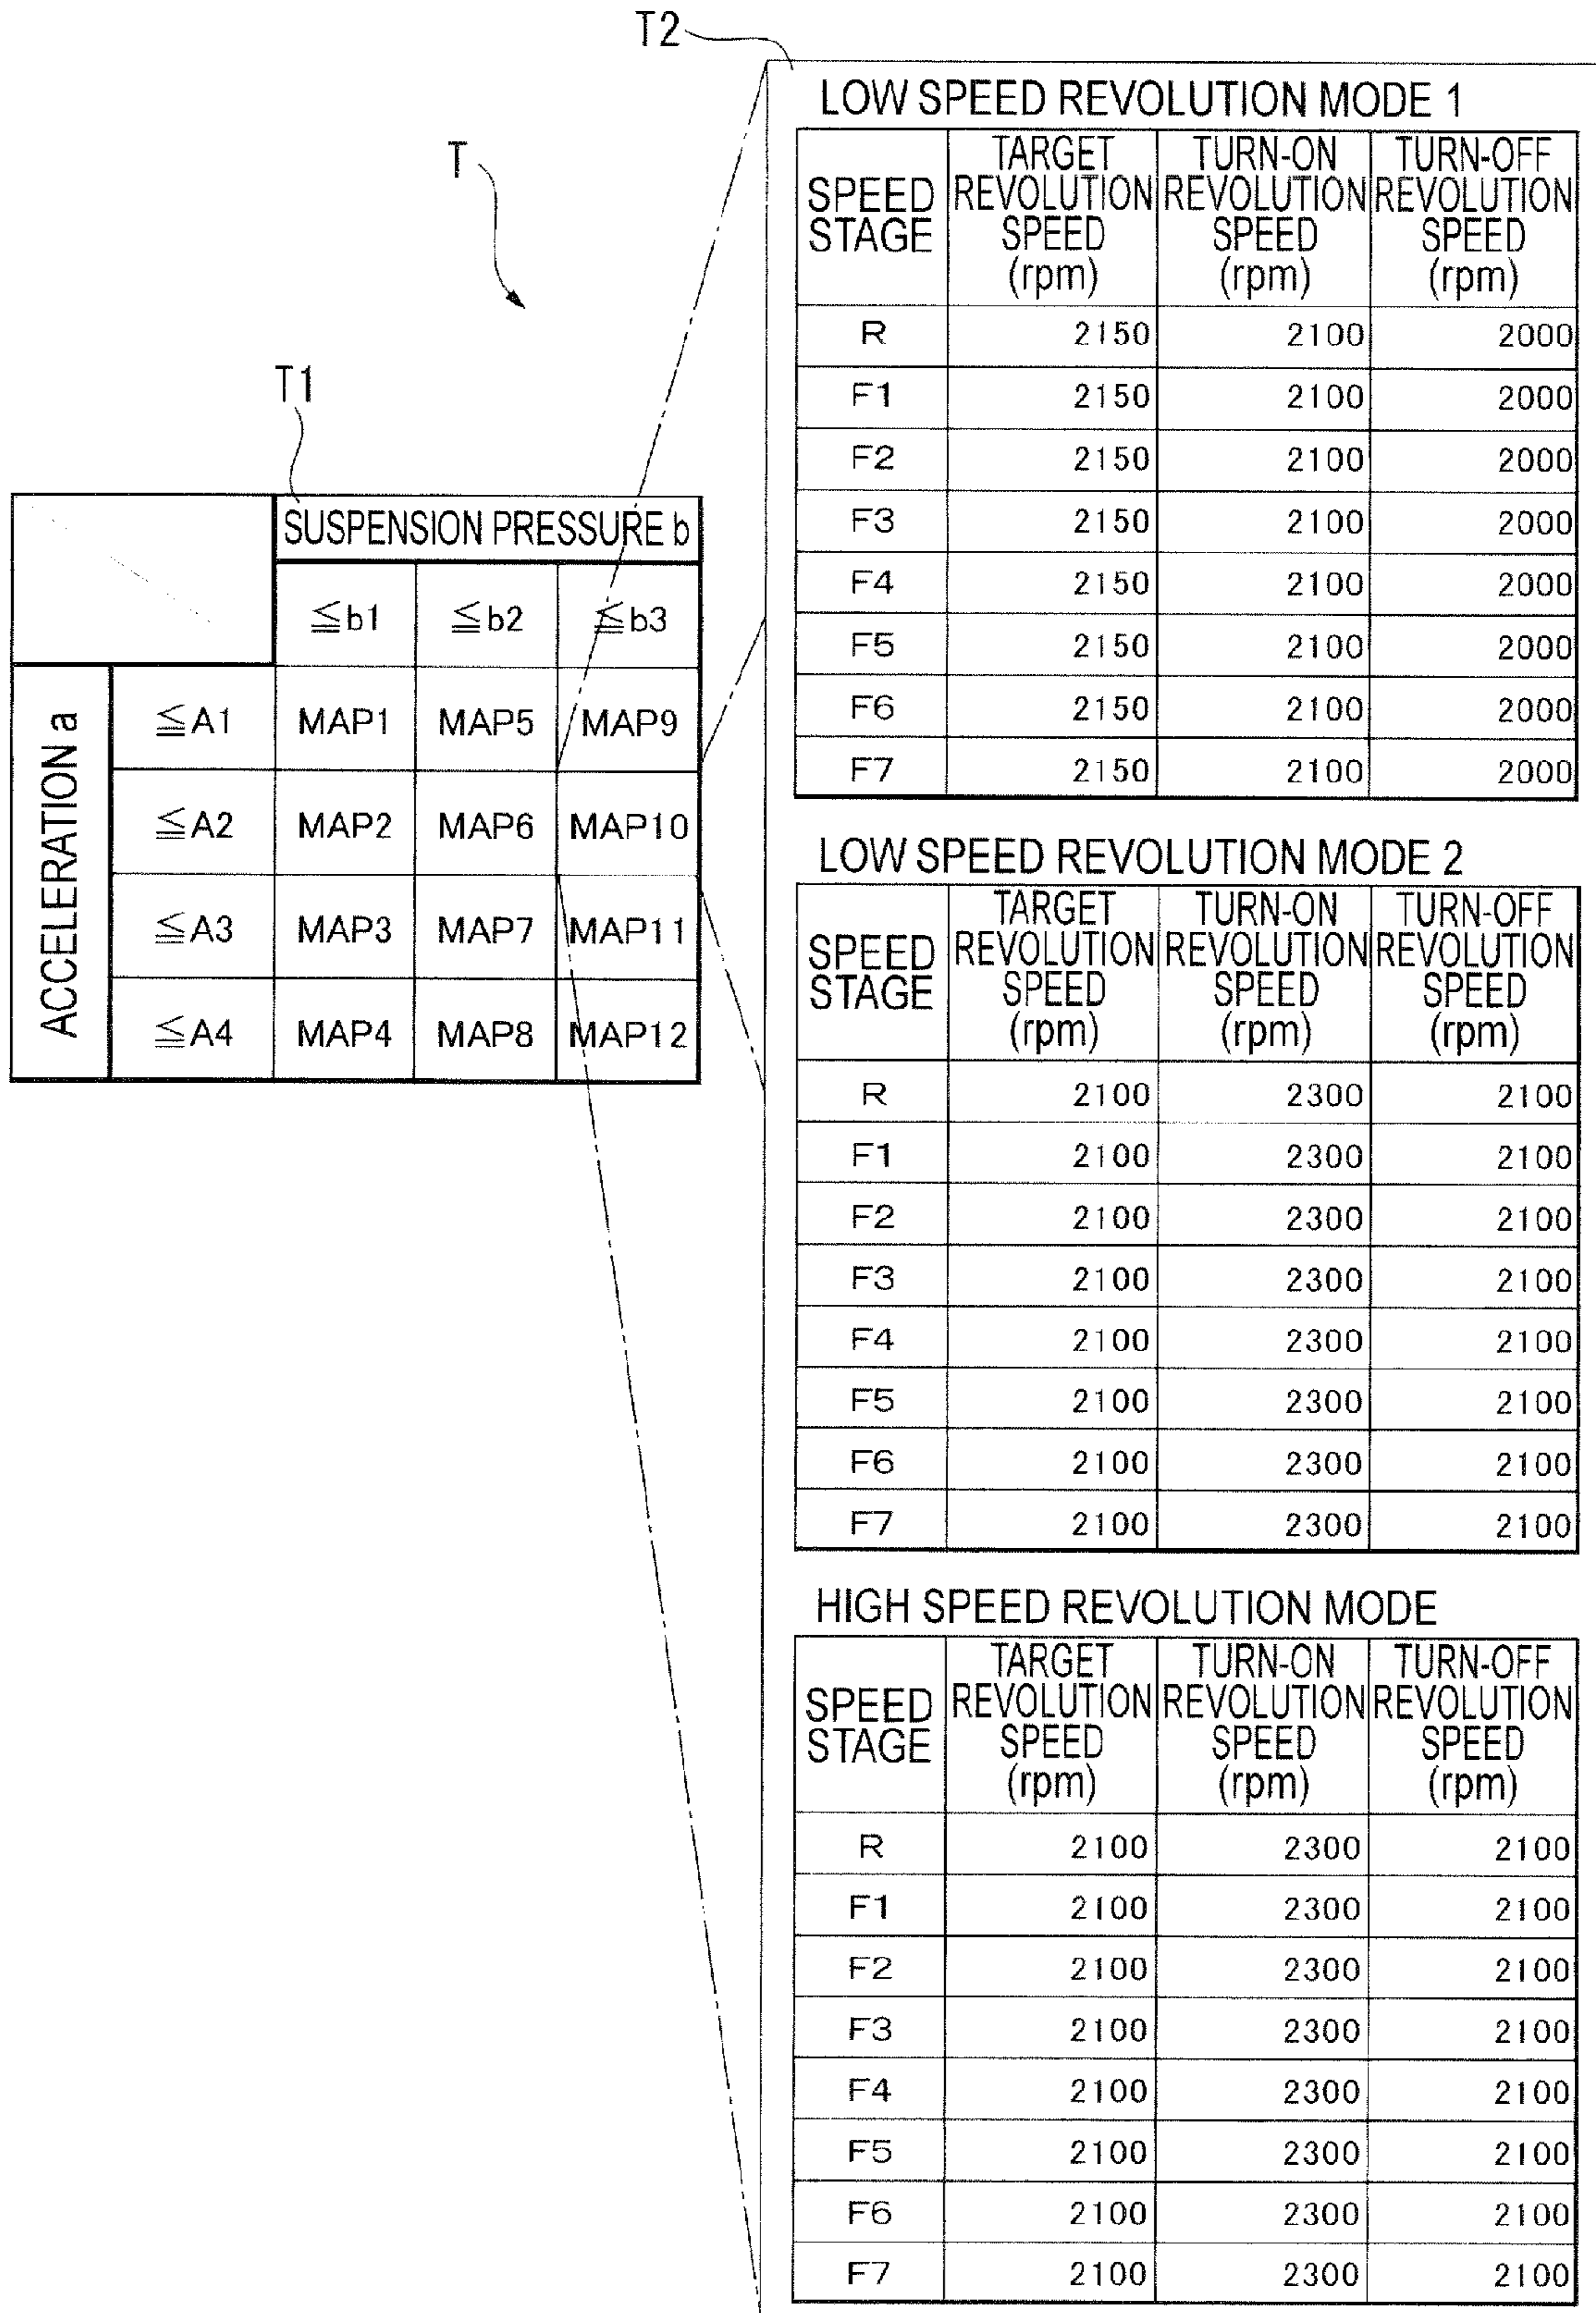 T2
T
T1
SUSPENSION PRESSURE b
≦b1 ≦b2 ≦b3
ACCELERATION a
≦A1 MAP1 MAP5 MAP9
≦A2 MAP2 MAP6 MAP10
≦A3 MAP3 MAP7 MAP11
≦A4 MAP4 MAP8 MAP12
LOW SPEED REVOLUTION MODE 1
SPEED STAGE TARGET REVOLUTION SPEED (rpm) TURN-ON REVOLUTION SPEED (rpm) TURN-OFF REVOLUTION SPEED (rpm)
R 2150 2100 2000
F1 2150 2100 2000
F2 2150 2100 2000
F3 2150 2100 2000
F4 2150 2100 2000
F5 2150 2100 2000
F6 2150 2100 2000
F7 2150 2100 2000
LOW SPEED REVOLUTION MODE 2
SPEED STAGE TARGET REVOLUTION SPEED (rpm) TURN-ON REVOLUTION SPEED (rpm) TURN-OFF REVOLUTION SPEED (rpm)
R 2100 2300 2100
F1 2100 2300 2100
F2 2100 2300 2100
F3 2100 2300 2100
F4 2100 2300 2100
F5 2100 2300 2100
F6 2100 2300 2100
F7 2100 2300 2100
HIGH SPEED REVOLUTION MODE
SPEED STAGE TARGET REVOLUTION SPEED (rpm) TURN-ON REVOLUTION SPEED (rpm) TURN-OFF REVOLUTION SPEED (rpm)
R 2100 2300 2100
F1 2100 2300 2100
F2 2100 2300 2100
F3 2100 2300 2100
F4 2100 2300 2100
F5 2100 2300 2100
F6 2100 2300 2100
F7 2100 2300 2100